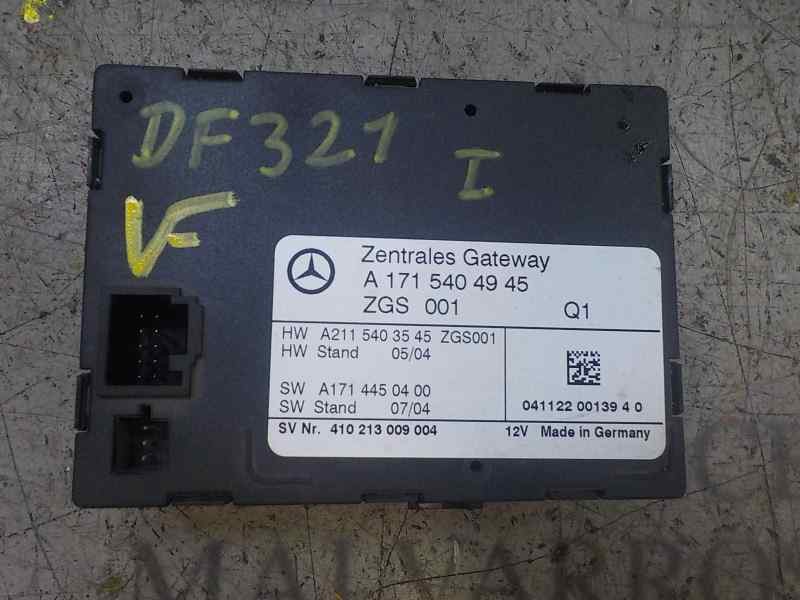 DF321
I
VF
Zentrales Gateway
A 171 540 49 45
ZGS 001 Q1
HW A211 540 35 45 ZGS001
HW Stand 05/04
SW A171 445 04 00
SW Stand 07/04
041122 00139 4 0
SV Nr. 410 213 009 004
12V Made in Germany
MALVARRO